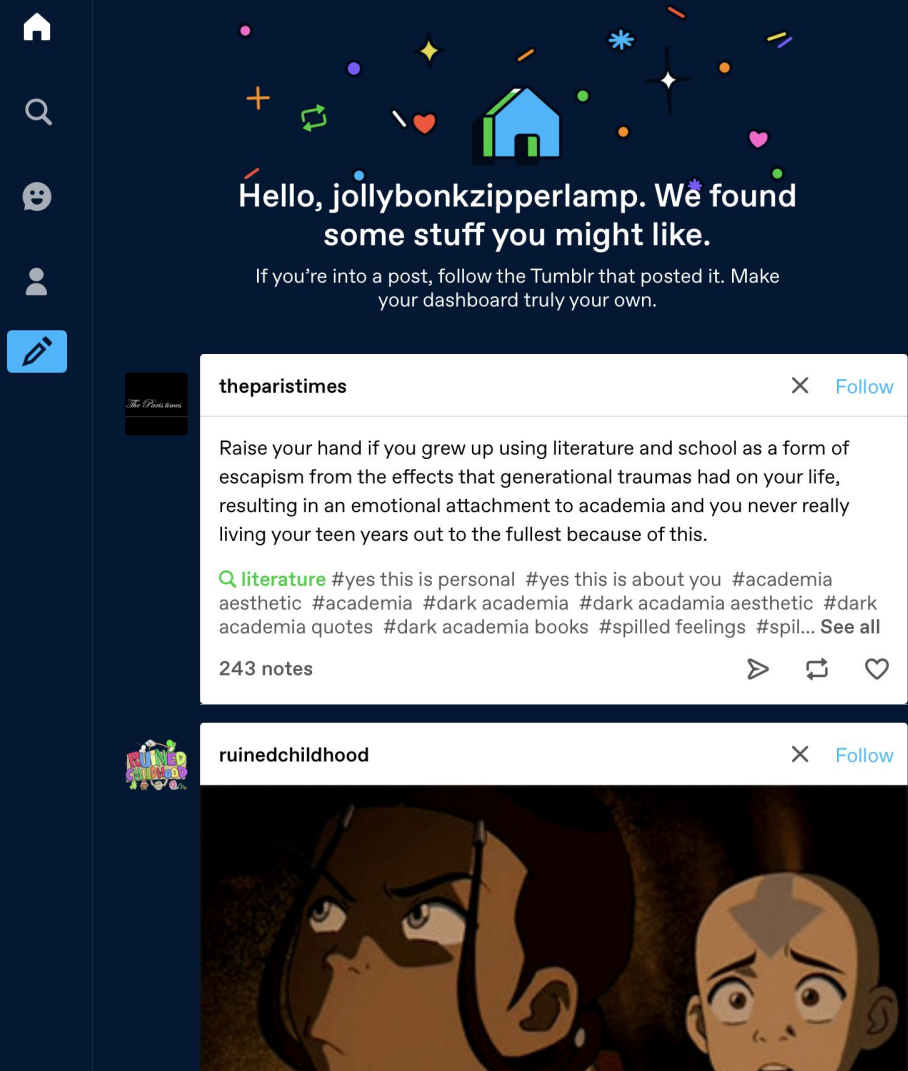 Hello, jollybonkzipperlamp. We found
some stuff you might like.
If you’re into a post, follow the Tumblr that posted it. Make
your dashboard truly your own.
The Paris times
theparistimes
Follow
Raise your hand if you grew up using literature and school as a form of
escapism from the effects that generational traumas had on your life,
resulting in an emotional attachment to academia and you never really
living your teen years out to the fullest because of this.
literature #yes this is personal #yes this is about you #academia
aesthetic #academia #dark academia #dark acadamia aesthetic #dark
academia quotes #dark academia books #spilled feelings #spil... See all
243 notes
RUINED
CHILDHOOD
ruinedchildhood
Follow